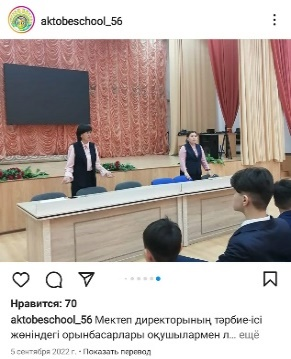 aktobeschool_56
Нравится: 70
aktobeschool_56 Мектеп директорының тәрбие-ісі
жөніндегі орынбасарлары оқушылармен л... ещё
5 сентября 2022 г. • Показать перевод